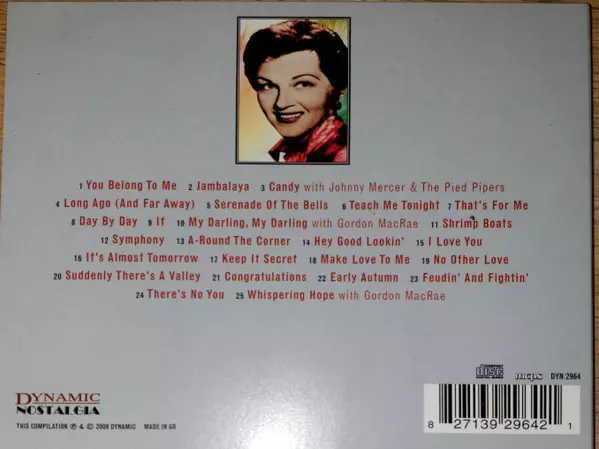 1 You Belong To Me 2 Jambalaya 3 Candy with Johnny Mercer & The Pied Pipers
4 Long Ago (And Far Away) 5 Serenade Of The Bells 6 Teach Me Tonight 7 That's For Me
8 Day By Day 9 If 10 My Darling, My Darling with Gordon MacRae 11 Shrimp Boats
12 Symphony 13 A-Round The Corner 14 Hey Good Lookin' 15 I Love You
16 It's Almost Tomorrow 17 Keep It Secret 18 Make Love To Me 19 No Other Love
20 Suddenly There's A Valley 21 Congratulations 22 Early Autumn 23 Feudin' And Fightin'
24 There's No You 25 Whispering Hope with Gordon MacRae
COMPACT disc DIGITAL AUDIO mcps DYN 2964
DYNAMIC
NOSTALGIA
THIS COMPILATION ℗ & © 2008 DYNAMIC MADE IN GB
8 27139 29642 1